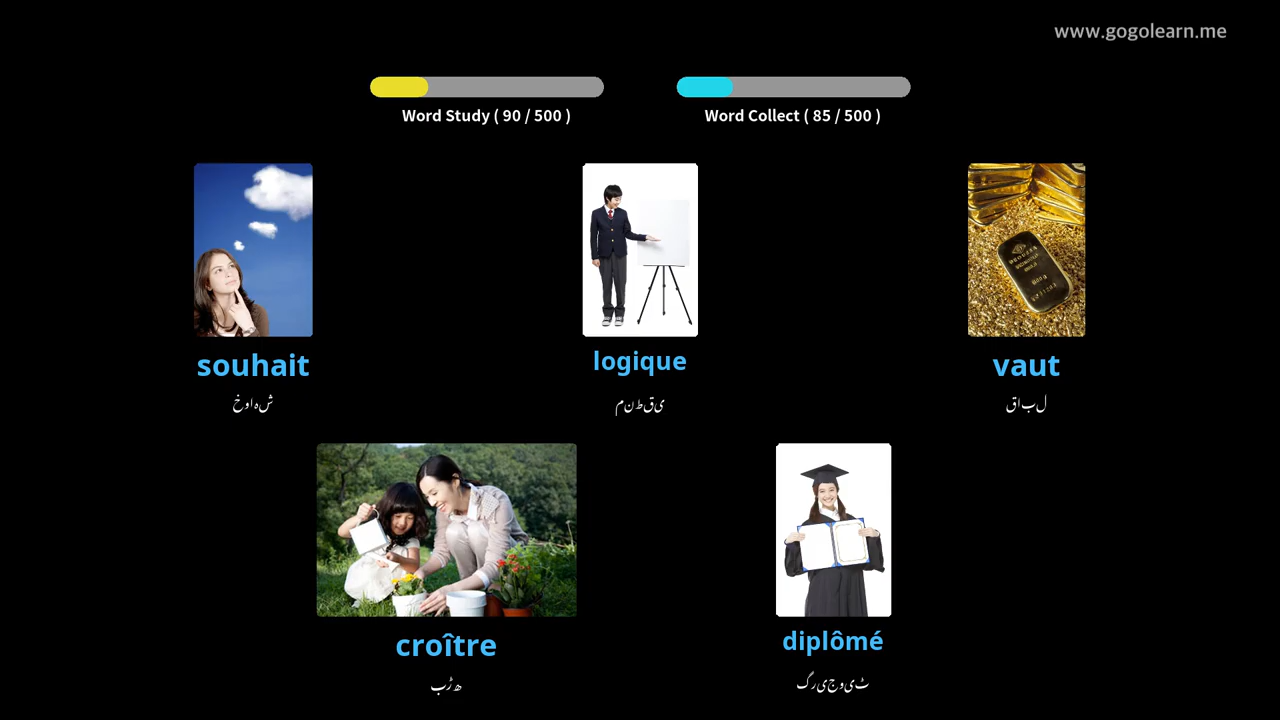 www.gogolearn.me
Word Study ( 90 / 500 )
Word Collect ( 85 / 500 )
souhait
logique
vaut
خواہش
منطقی
قابل
croître
diplômé
بڑھ
گریجویٹ